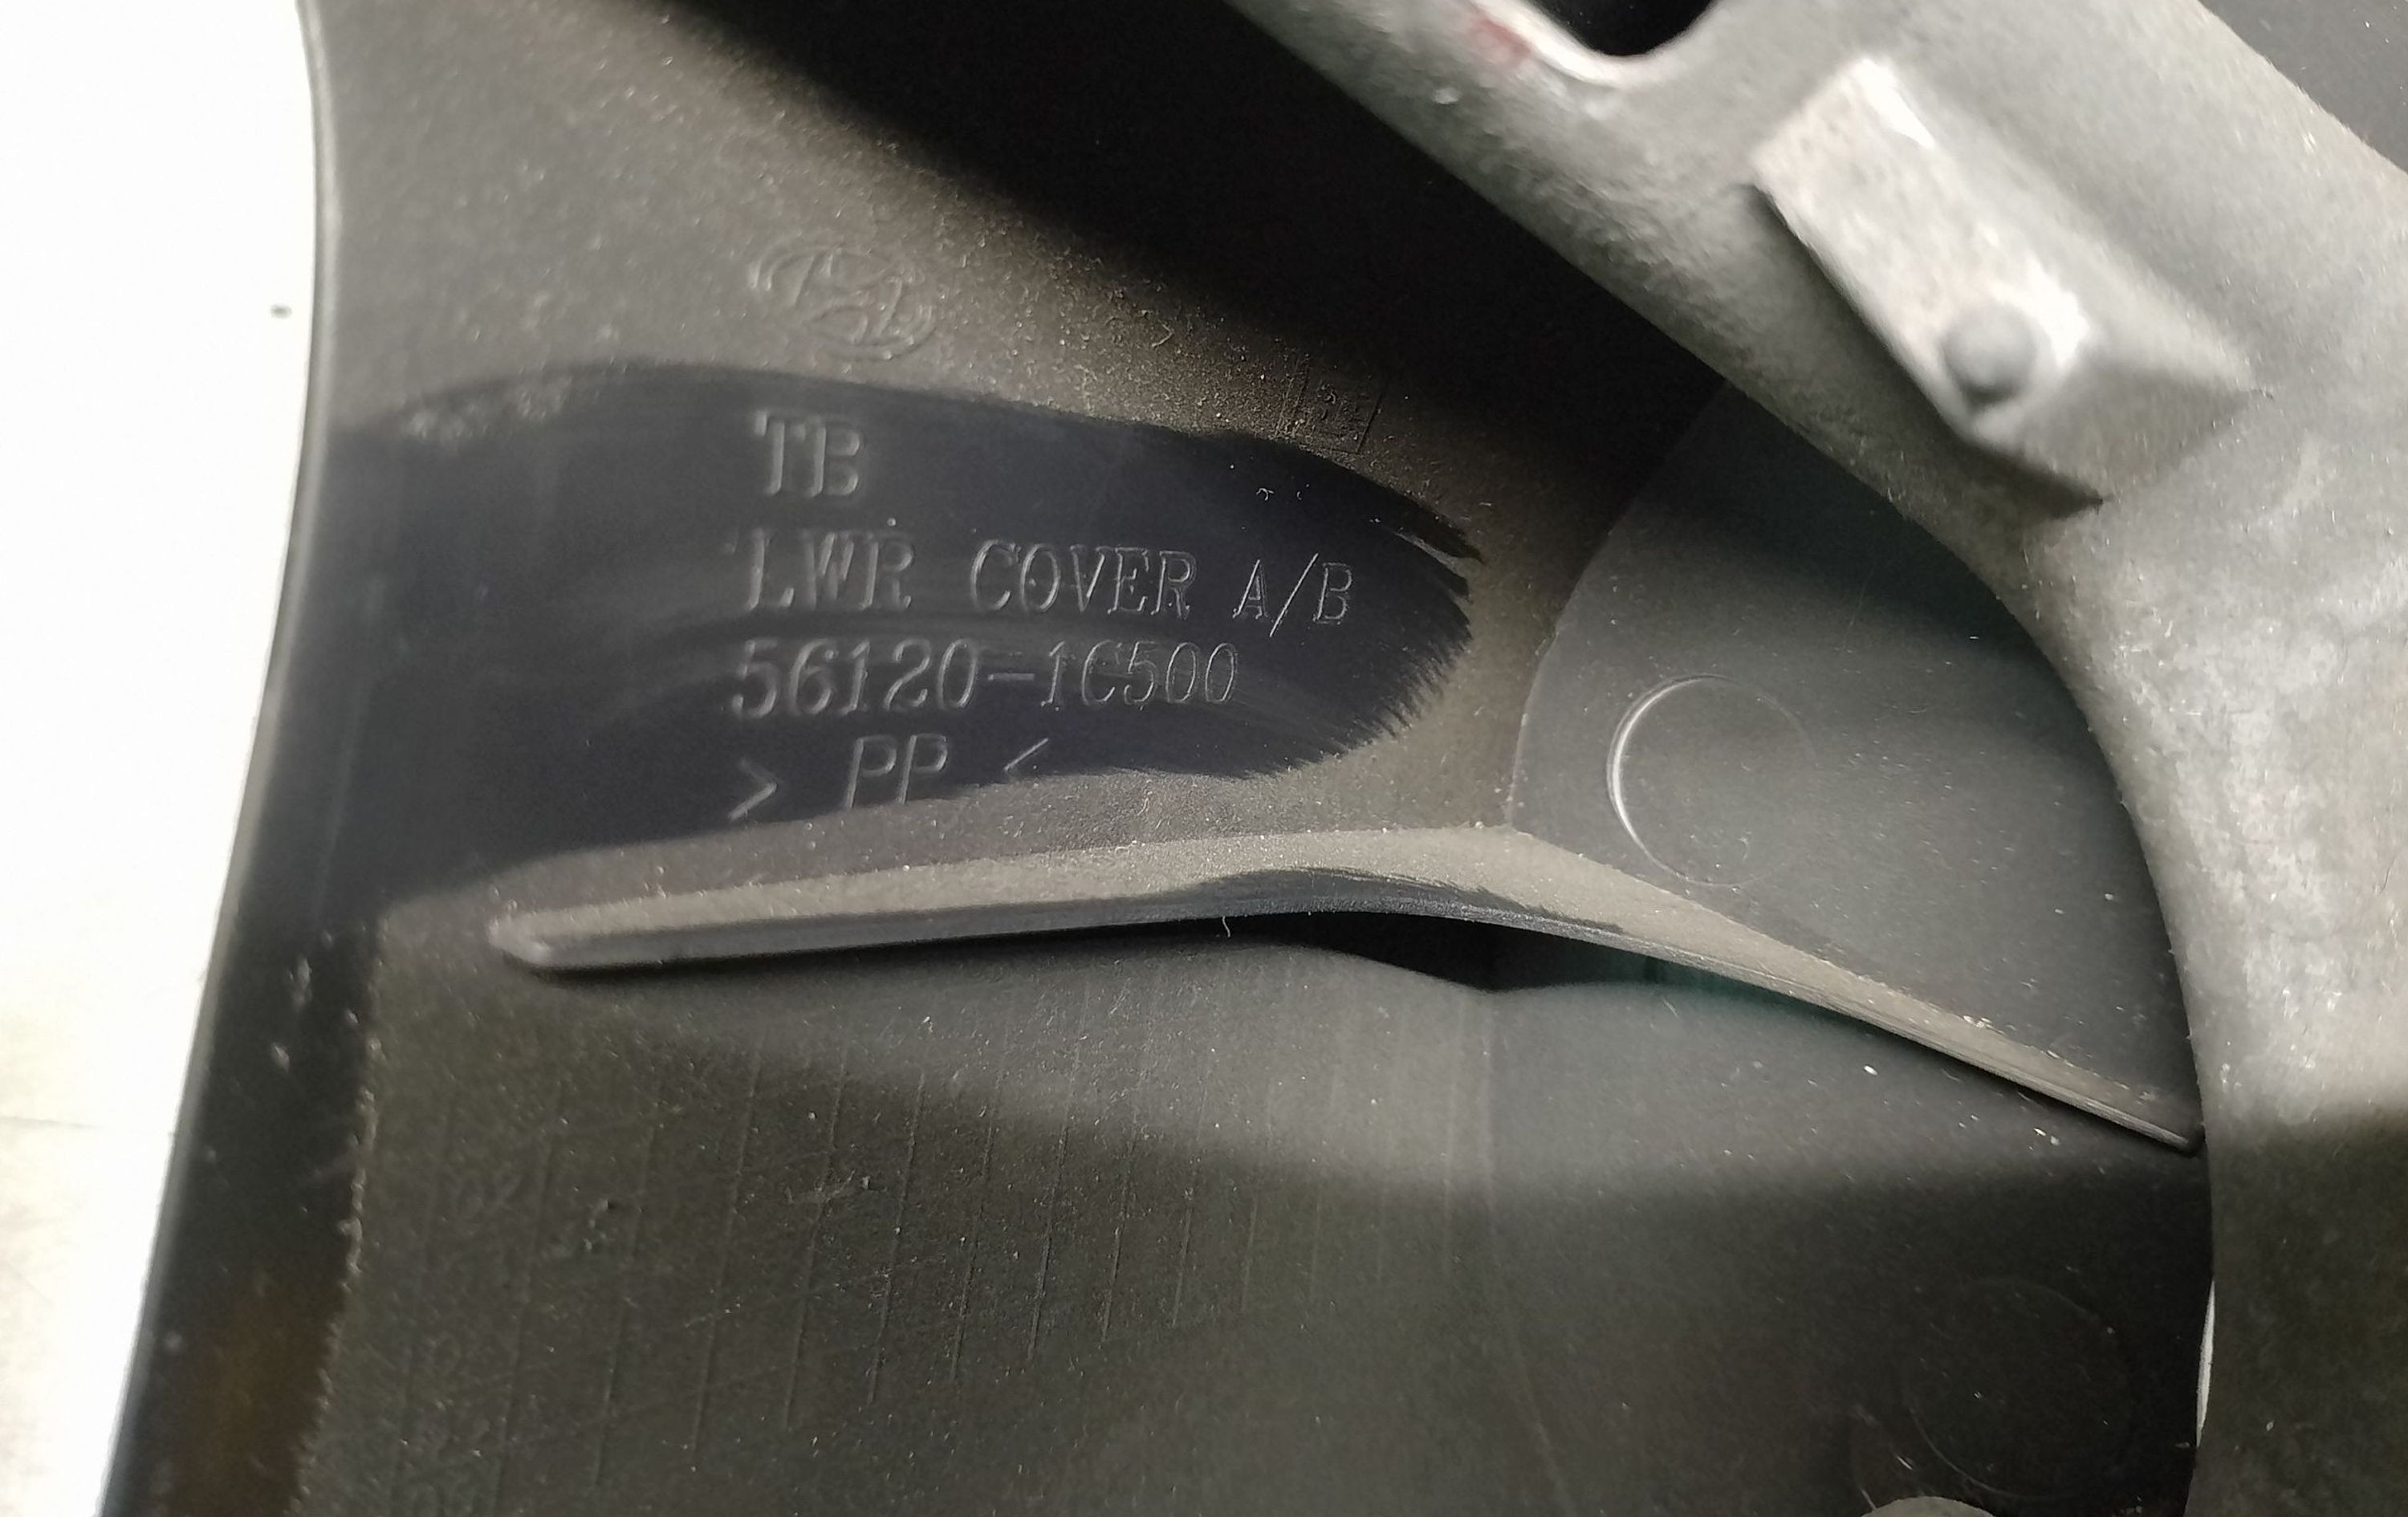 TB
LWR COVER A/B
56120-1C500
> PP <